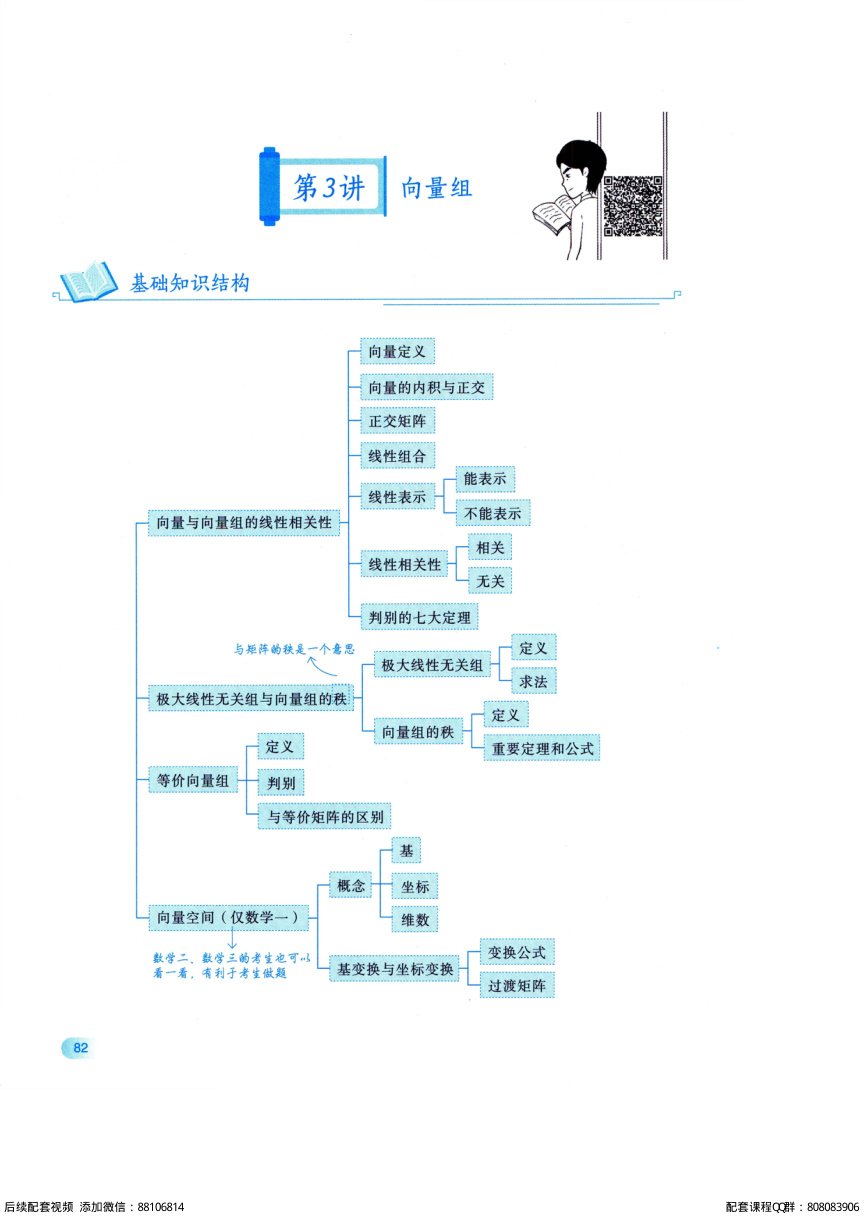 第3讲
向量组
基础知识结构
向量定义
向量的内积与正交
正交矩阵
线性组合
能表示
线性表示
不能表示
向量与向量组的线性相关性
相关
线性相关性
无关
判别的七大定理
与矩阵的秩是一个意思
定义
极大线性无关组
求法
极大线性无关组与向量组的秩
定义
向量组的秩
重要定理和公式
定义
等价向量组
判别
与等价矩阵的区别
基
概念
坐标
向量空间（仅数学一）
维数
数学二、数学三的考生也可以
看一看，有利于考生做题
变换公式
基变换与坐标变换
过渡矩阵
82
后续配套视频 添加微信：88106814
配套课程QQ群：808083906